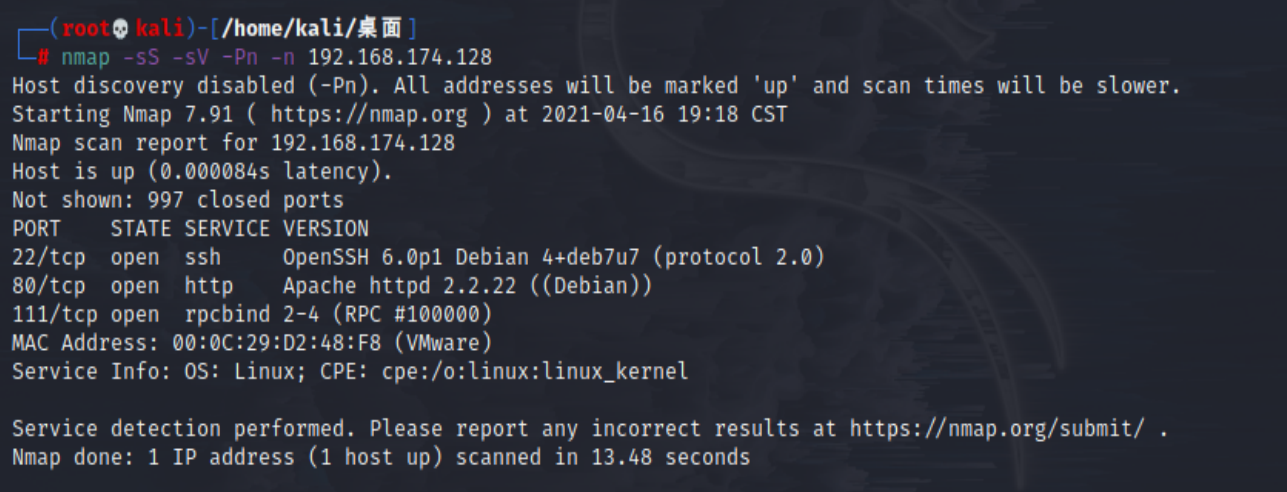 (root💀kali)-[/home/kali/桌面]
# nmap -sS -sV -Pn -n 192.168.174.128
Host discovery disabled (-Pn). All addresses will be marked 'up' and scan times will be slower.
Starting Nmap 7.91 ( https://nmap.org ) at 2021-04-16 19:18 CST
Nmap scan report for 192.168.174.128
Host is up (0.000084s latency).
Not shown: 997 closed ports
PORT    STATE SERVICE VERSION
22/tcp  open  ssh     OpenSSH 6.0p1 Debian 4+deb7u7 (protocol 2.0)
80/tcp  open  http    Apache httpd 2.2.22 ((Debian))
111/tcp open  rpcbind 2-4 (RPC #100000)
MAC Address: 00:0C:29:D2:48:F8 (VMware)
Service Info: OS: Linux; CPE: cpe:/o:linux:linux_kernel
Service detection performed. Please report any incorrect results at https://nmap.org/submit/ .
Nmap done: 1 IP address (1 host up) scanned in 13.48 seconds